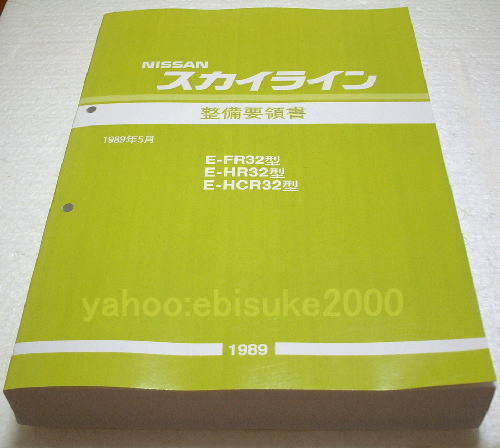 NISSAN
スカイライン
整備要領書
1989年5月
E-FR32型
E-HR32型
E-HCR32型
yahoo:ebisuke2000
1989